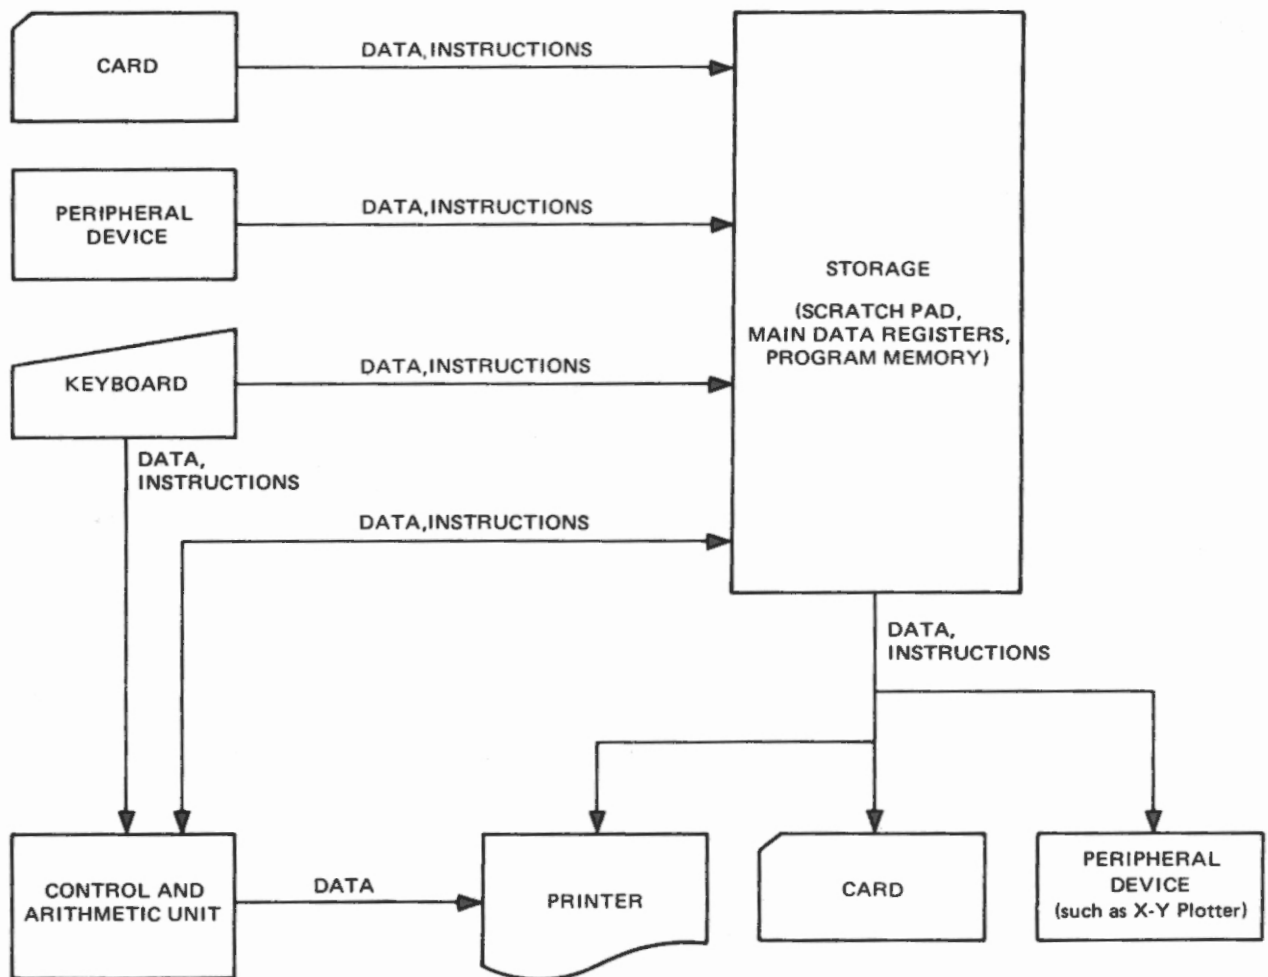 CARD
DATA,INSTRUCTIONS
PERIPHERAL
DEVICE
DATA,INSTRUCTIONS
STORAGE
(SCRATCH PAD,
MAIN DATA REGISTERS,
PROGRAM MEMORY)
KEYBOARD
DATA,INSTRUCTIONS
DATA,
INSTRUCTIONS
DATA,INSTRUCTIONS
DATA,
INSTRUCTIONS
CONTROL AND
ARITHMETIC UNIT
DATA
PRINTER
CARD
PERIPHERAL
DEVICE
(such as X-Y Plotter)